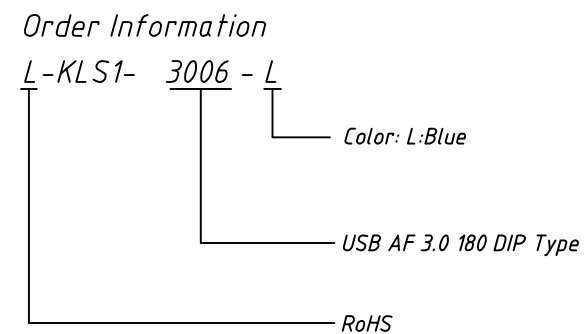 Order Information
L-KLS1- 3006 - L
Color: L:Blue
USB AF 3.0 180 DIP Type
RoHS